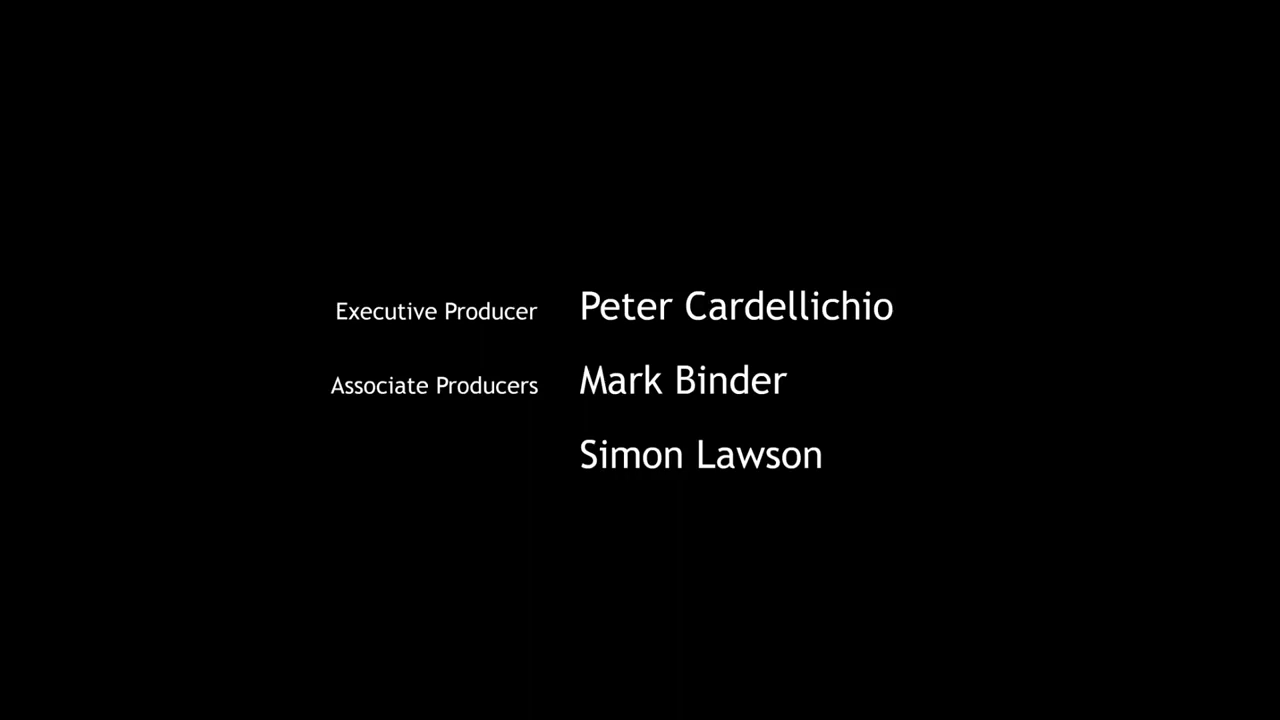 Executive Producer Peter Cardellichio
Associate Producers Mark Binder
Simon Lawson